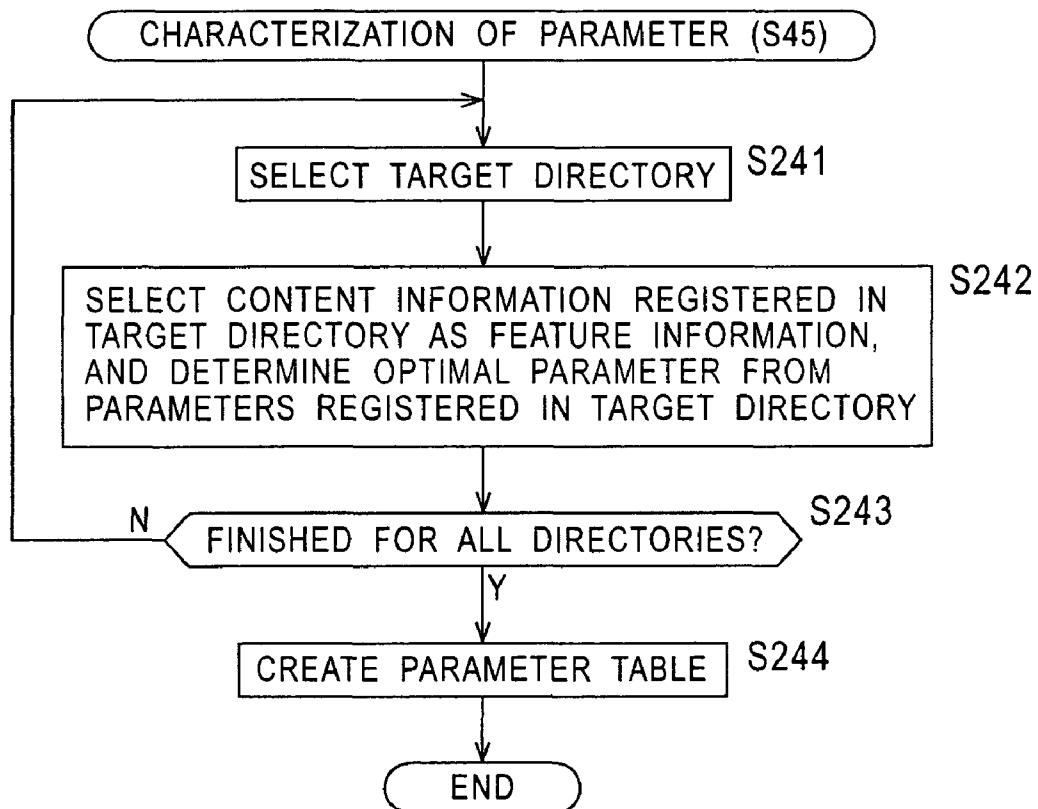 CHARACTERIZATION OF PARAMETER (S45)
SELECT TARGET DIRECTORY
S241
S242
SELECT CONTENT INFORMATION REGISTERED IN
TARGET DIRECTORY AS FEATURE INFORMATION,
AND DETERMINE OPTIMAL PARAMETER FROM
PARAMETERS REGISTERED IN TARGET DIRECTORY
N
FINISHED FOR ALL DIRECTORIES?
S243
Y
CREATE PARAMETER TABLE
S244
END